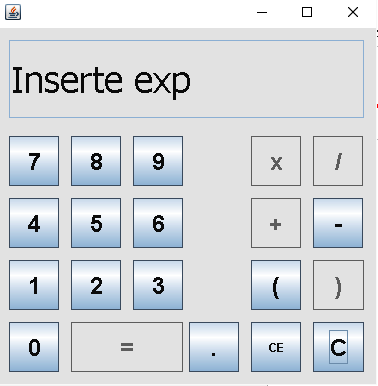 Inserte exp
7 8 9 x /
4 5 6 + -
1 2 3 ( )
0 = . CE C